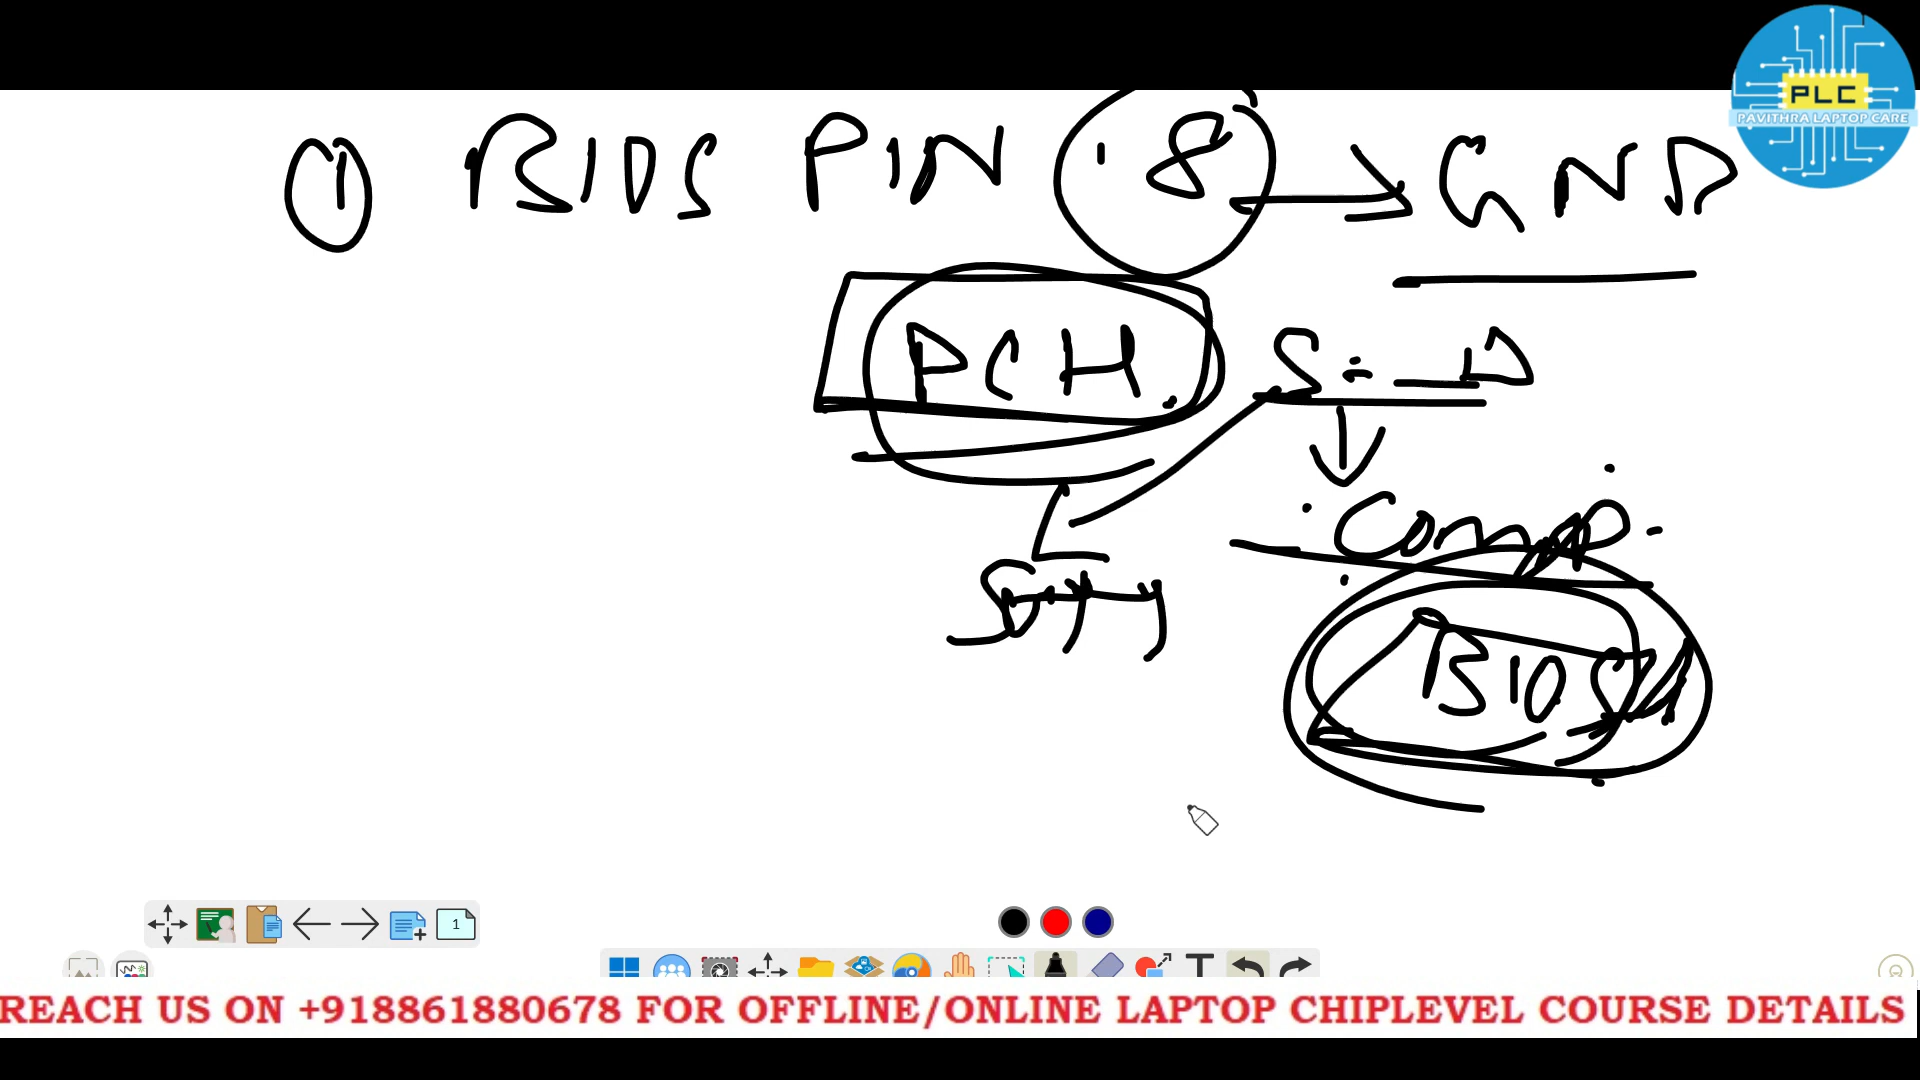 PLC
PAVITHRA LAPTOP CARE
① BIOS PIN 8 → GND
PCH
Comp
BIOS
1
T
REACH US ON +918861880678 FOR OFFLINE/ONLINE LAPTOP CHIPLEVEL COURSE DETAILS